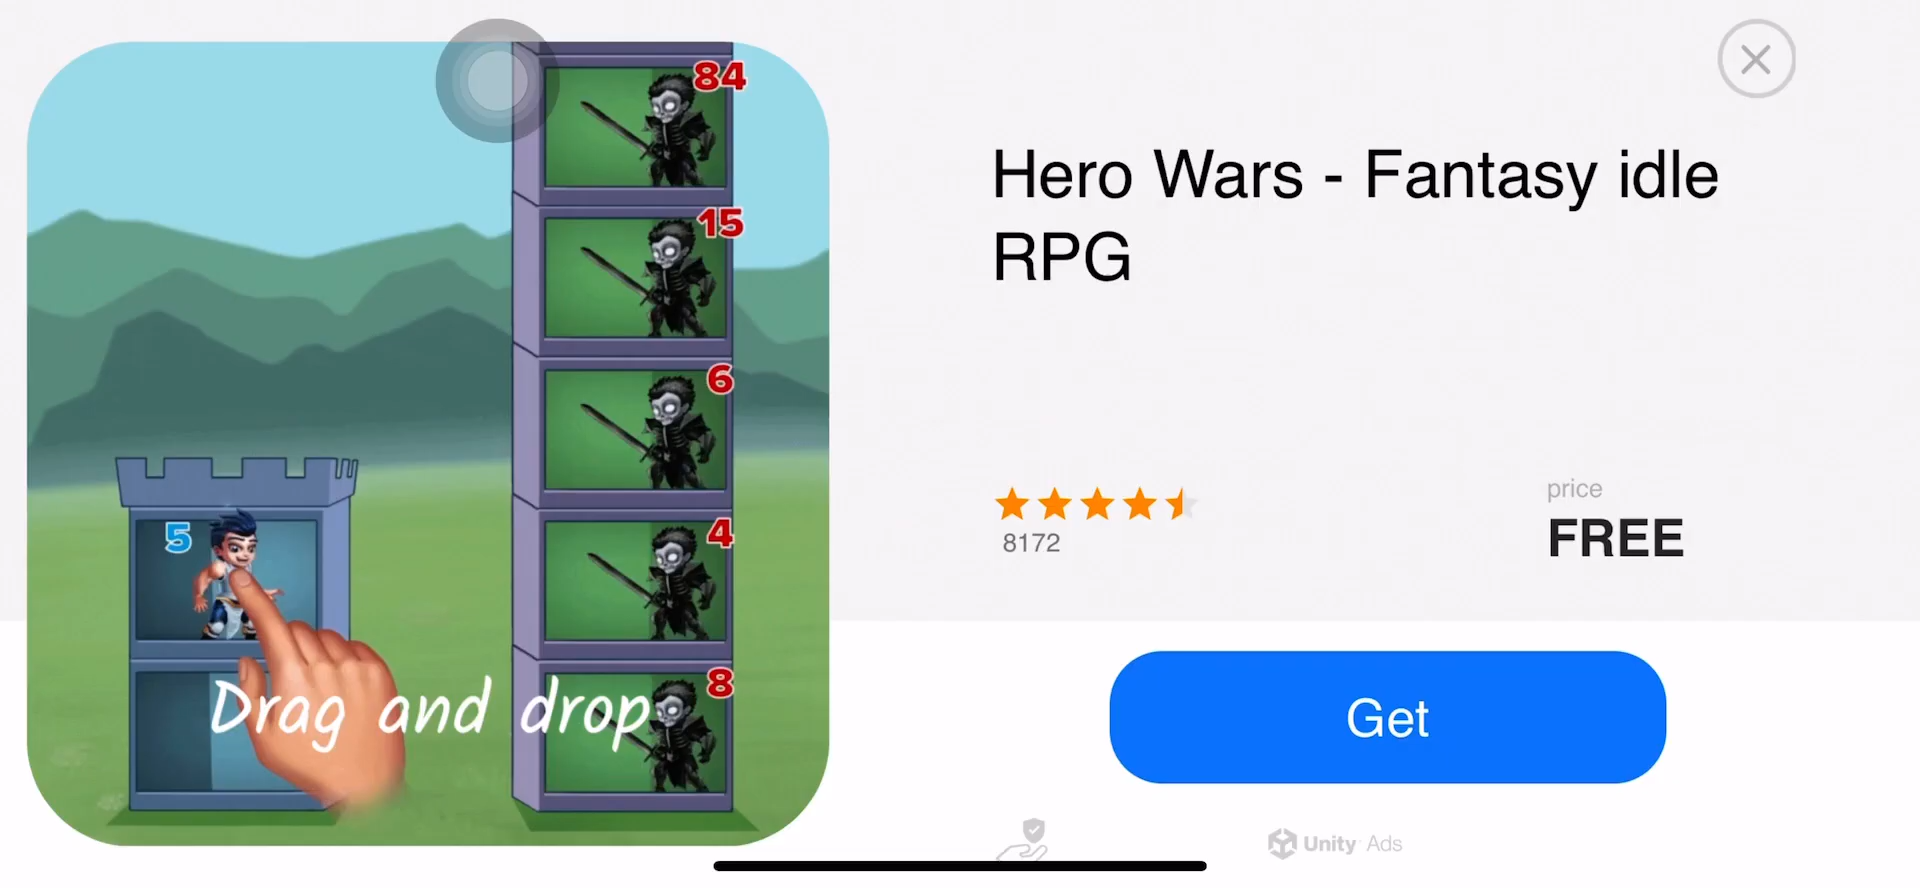 84
15
6
5
4
8
Drag and drop
Hero Wars - Fantasy idle
RPG
8172
price
FREE
Get
Unity Ads